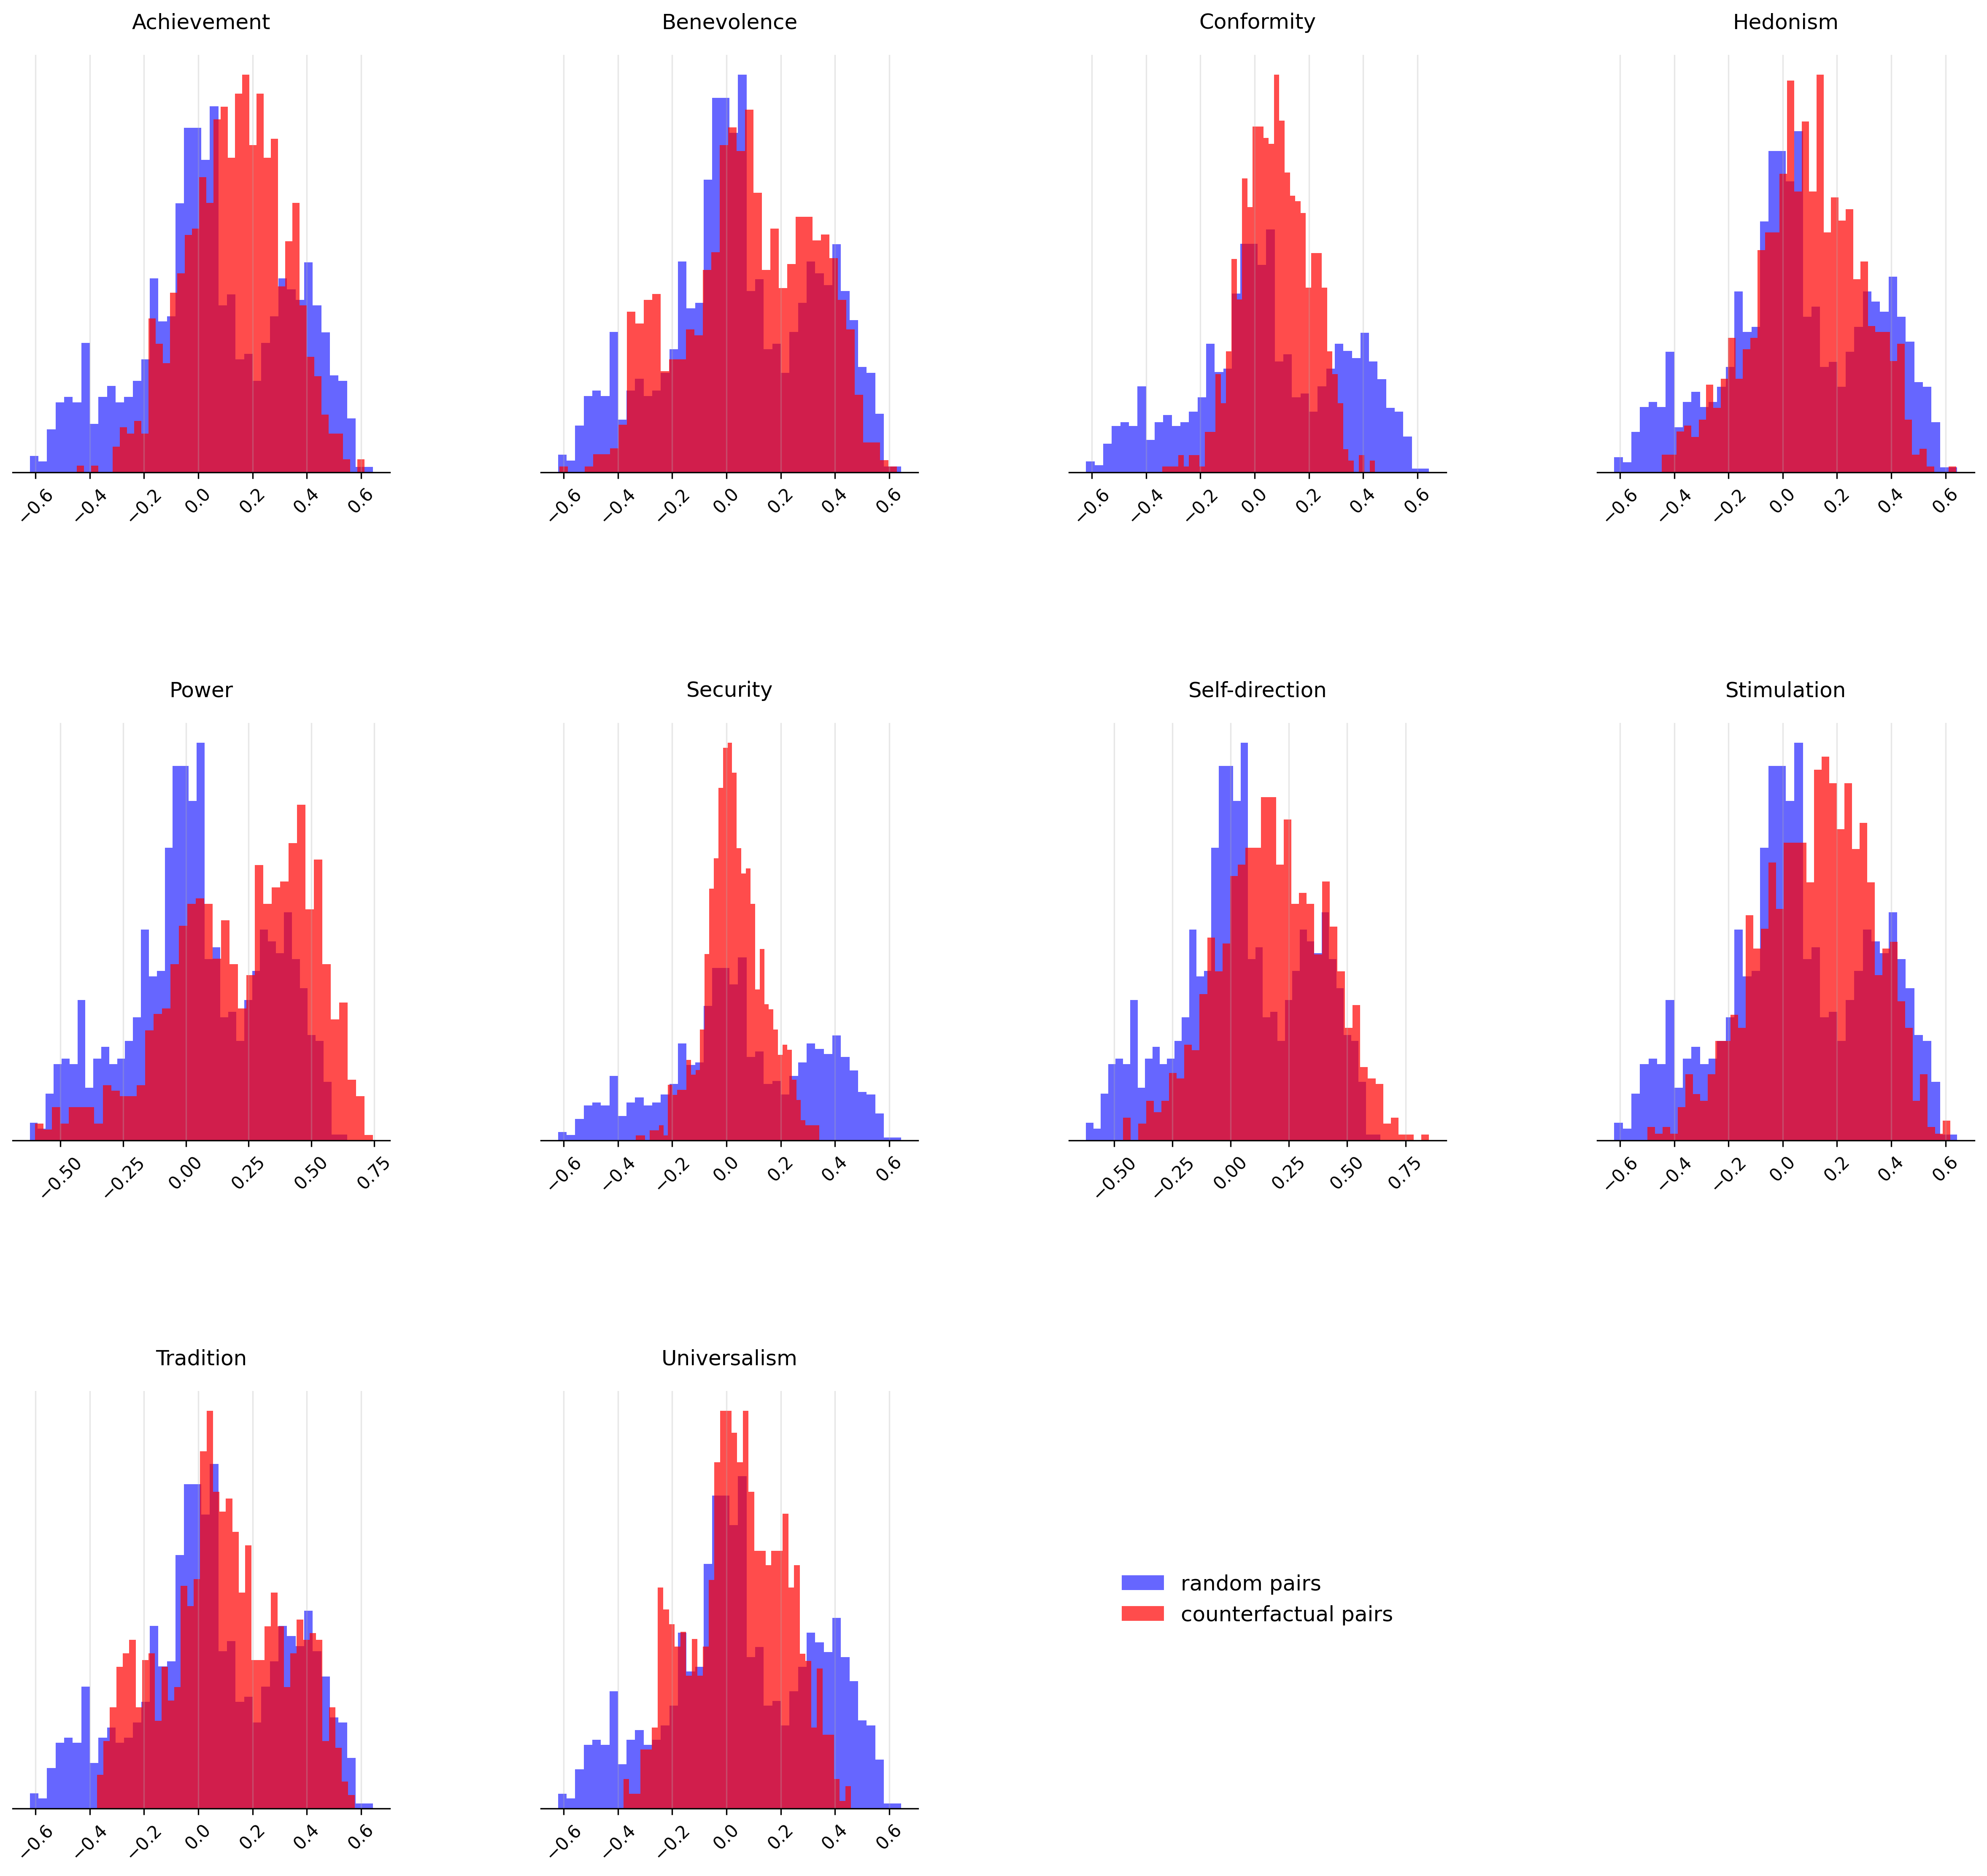 Achievement Benevolence Conformity Hedonism
−0.6 −0.4 −0.2 0.0 0.2 0.4 0.6 −0.6 −0.4 −0.2 0.0 0.2 0.4 0.6 −0.6 −0.4 −0.2 0.0 0.2 0.4 0.6 −0.6 −0.4 −0.2 0.0 0.2 0.4 0.6
Power Security Self-direction Stimulation
−0.50 −0.25 0.00 0.25 0.50 0.75 −0.6 −0.4 −0.2 0.0 0.2 0.4 0.6 −0.50 −0.25 0.00 0.25 0.50 0.75 −0.6 −0.4 −0.2 0.0 0.2 0.4 0.6
Tradition Universalism
random pairs
counterfactual pairs
−0.6 −0.4 −0.2 0.0 0.2 0.4 0.6 −0.6 −0.4 −0.2 0.0 0.2 0.4 0.6